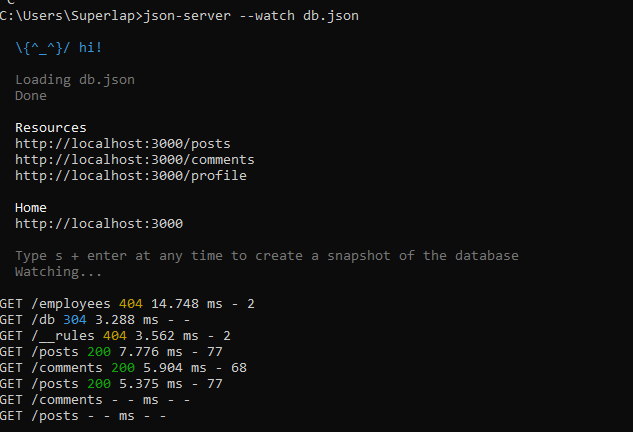 C
C:\Users\Superlap>json-server --watch db.json
\{^_^}/ hi!
Loading db.json
Done
Resources
http://localhost:3000/posts
http://localhost:3000/comments
http://localhost:3000/profile
Home
http://localhost:3000
Type s + enter at any time to create a snapshot of the database
Watching...
GET /employees 404 14.748 ms - 2
GET /db 304 3.288 ms - -
GET /__rules 404 3.562 ms - 2
GET /posts 200 7.776 ms - 77
GET /comments 200 5.904 ms - 68
GET /posts 200 5.375 ms - 77
GET /comments - - ms - -
GET /posts - - ms - -